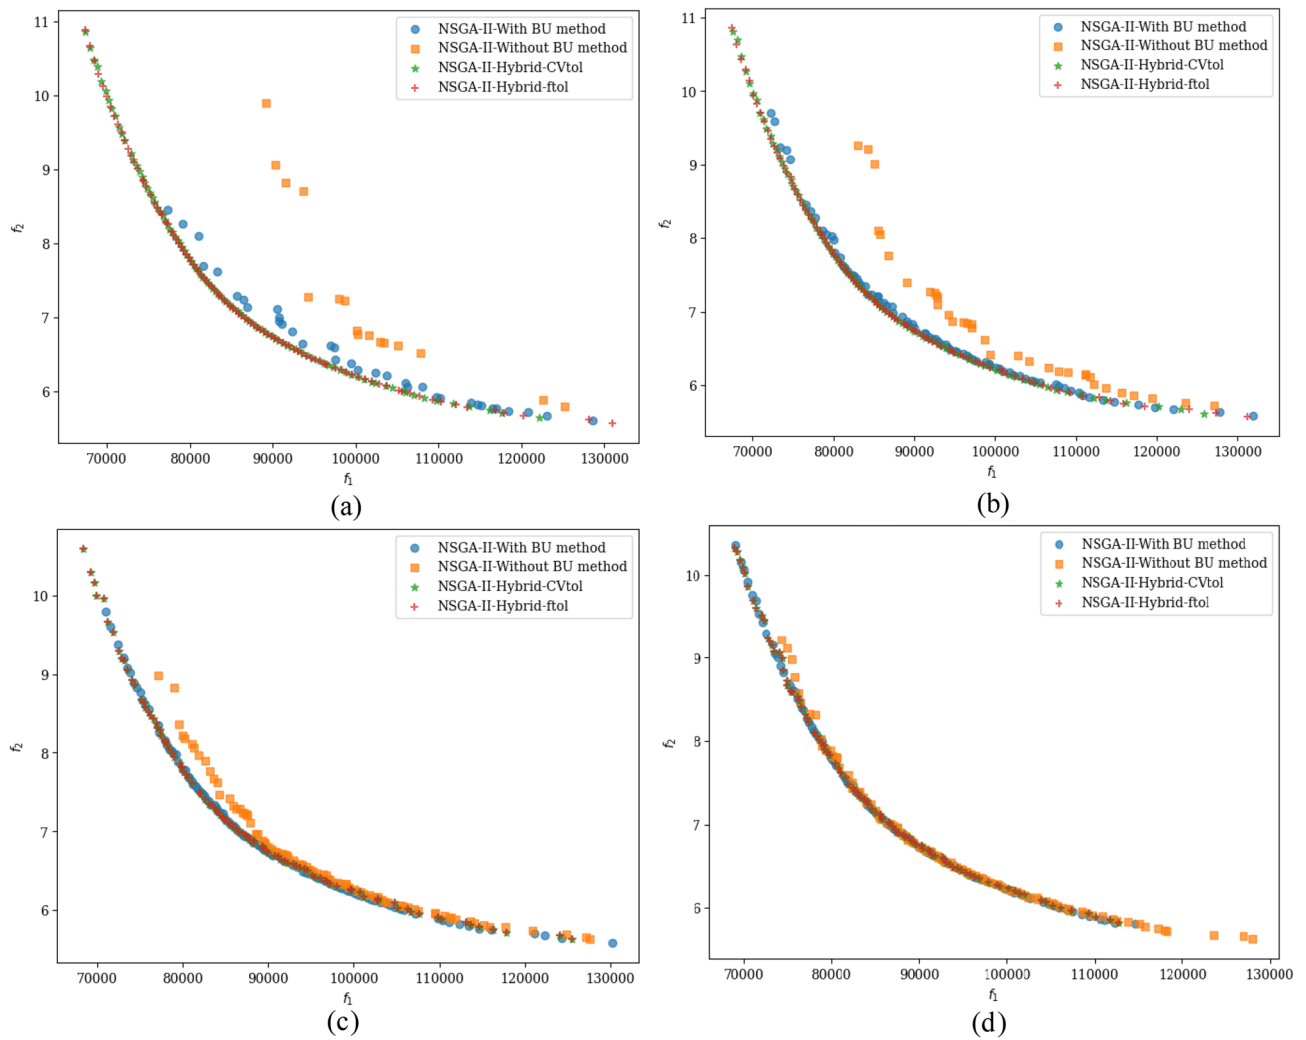 NSGA-II-With BU method
NSGA-II-Without BU method
NSGA-II-Hybrid-CVtol
NSGA-II-Hybrid-ftol
11
10
9
8
7
6
f2
70000 80000 90000 100000 110000 120000 130000
f1
(a)
NSGA-II-With BU method
NSGA-II-Without BU method
NSGA-II-Hybrid-CVtol
NSGA-II-Hybrid-ftol
11
10
9
8
7
6
f2
70000 80000 90000 100000 110000 120000 130000
f1
(b)
NSGA-II-With BU method
NSGA-II-Without BU method
NSGA-II-Hybrid-CVtol
NSGA-II-Hybrid-ftol
10
9
8
7
6
f2
70000 80000 90000 100000 110000 120000 130000
f1
(c)
NSGA-II-With BU method
NSGA-II-Without BU method
NSGA-II-Hybrid-CVtol
NSGA-II-Hybrid-ftol
10
9
8
7
6
f2
70000 80000 90000 100000 110000 120000 130000
f1
(d)